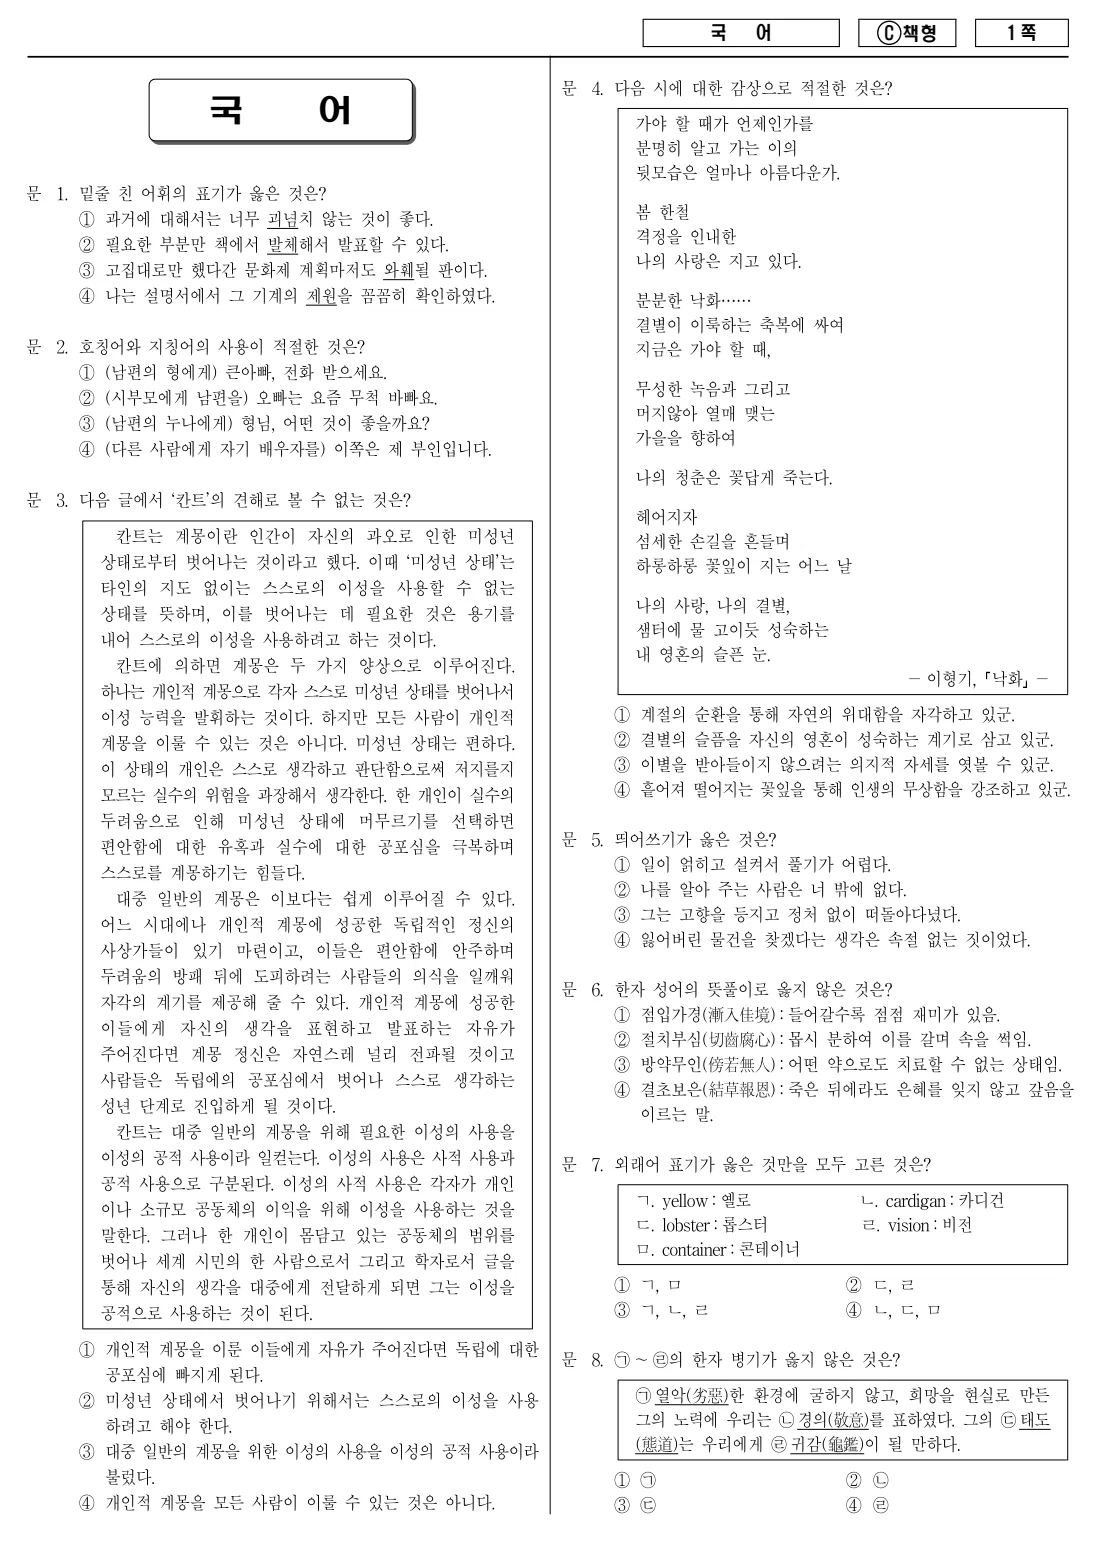 국 어
Ⓒ책형
1쪽
국 어
문 1. 밑줄 친 어휘의 표기가 옳은 것은?
① 과거에 대해서는 너무 괴념치 않는 것이 좋다.
② 필요한 부분만 책에서 발체해서 발표할 수 있다.
③ 고집대로만 했다간 문화제 계획마저도 와훼될 판이다.
④ 나는 설명서에서 그 기계의 제원을 꼼꼼히 확인하였다.
문 2. 호칭어와 지칭어의 사용이 적절한 것은?
① (남편의 형에게) 큰아빠, 전화 받으세요.
② (시부모에게 남편을) 오빠는 요즘 무척 바빠요.
③ (남편의 누나에게) 형님, 어떤 것이 좋을까요?
④ (다른 사람에게 자기 배우자를) 이쪽은 제 부인입니다.
문 3. 다음 글에서 ‘칸트’의 견해로 볼 수 없는 것은?
칸트는 계몽이란 인간이 자신의 과오로 인한 미성년
상태로부터 벗어나는 것이라고 했다. 이때 ‘미성년 상태’는
타인의 지도 없이는 스스로의 이성을 사용할 수 없는
상태를 뜻하며, 이를 벗어나는 데 필요한 것은 용기를
내어 스스로의 이성을 사용하려고 하는 것이다.
칸트에 의하면 계몽은 두 가지 양상으로 이루어진다.
하나는 개인적 계몽으로 각자 스스로 미성년 상태를 벗어나서
이성 능력을 발휘하는 것이다. 하지만 모든 사람이 개인적
계몽을 이룰 수 있는 것은 아니다. 미성년 상태는 편하다.
이 상태의 개인은 스스로 생각하고 판단함으로써 저지를지
모르는 실수의 위험을 과장해서 생각한다. 한 개인이 실수의
두려움으로 인해 미성년 상태에 머무르기를 선택하면
편안함에 대한 유혹과 실수에 대한 공포심을 극복하며
스스로를 계몽하기는 힘들다.
대중 일반의 계몽은 이보다는 쉽게 이루어질 수 있다.
어느 시대에나 개인적 계몽에 성공한 독립적인 정신의
사상가들이 있기 마련이고, 이들은 편안함에 안주하며
두려움의 방패 뒤에 도피하려는 사람들의 의식을 일깨워
자각의 계기를 제공해 줄 수 있다. 개인적 계몽에 성공한
이들에게 자신의 생각을 표현하고 발표하는 자유가
주어진다면 계몽 정신은 자연스레 널리 전파될 것이고
사람들은 독립에의 공포심에서 벗어나 스스로 생각하는
성년 단계로 진입하게 될 것이다.
칸트는 대중 일반의 계몽을 위해 필요한 이성의 사용을
이성의 공적 사용이라 일컫는다. 이성의 사용은 사적 사용과
공적 사용으로 구분된다. 이성의 사적 사용은 각자가 개인
이나 소규모 공동체의 이익을 위해 이성을 사용하는 것을
말한다. 그러나 한 개인이 몸담고 있는 공동체의 범위를
벗어나 세계 시민의 한 사람으로서 그리고 학자로서 글을
통해 자신의 생각을 대중에게 전달하게 되면 그는 이성을
공적으로 사용하는 것이 된다.
① 개인적 계몽을 이룬 이들에게 자유가 주어진다면 독립에 대한
공포심에 빠지게 된다.
② 미성년 상태에서 벗어나기 위해서는 스스로의 이성을 사용
하려고 해야 한다.
③ 대중 일반의 계몽을 위한 이성의 사용을 이성의 공적 사용이라
불렀다.
④ 개인적 계몽을 모든 사람이 이룰 수 있는 것은 아니다.
문 4. 다음 시에 대한 감상으로 적절한 것은?
가야 할 때가 언제인가를
분명히 알고 가는 이의
뒷모습은 얼마나 아름다운가.
봄 한철
격정을 인내한
나의 사랑은 지고 있다.
분분한 낙화……
결별이 이룩하는 축복에 싸여
지금은 가야 할 때,
무성한 녹음과 그리고
머지않아 열매 맺는
가을을 향하여
나의 청춘은 꽃답게 죽는다.
헤어지자
섬세한 손길을 흔들며
하롱하롱 꽃잎이 지는 어느 날
나의 사랑, 나의 결별,
샘터에 물 고이듯 성숙하는
내 영혼의 슬픈 눈.
－ 이형기, 「낙화」 －
① 계절의 순환을 통해 자연의 위대함을 자각하고 있군.
② 결별의 슬픔을 자신의 영혼이 성숙하는 계기로 삼고 있군.
③ 이별을 받아들이지 않으려는 의지적 자세를 엿볼 수 있군.
④ 흩어져 떨어지는 꽃잎을 통해 인생의 무상함을 강조하고 있군.
문 5. 띄어쓰기가 옳은 것은?
① 일이 얽히고 설켜서 풀기가 어렵다.
② 나를 알아 주는 사람은 너 밖에 없다.
③ 그는 고향을 등지고 정처 없이 떠돌아다녔다.
④ 잃어버린 물건을 찾겠다는 생각은 속절 없는 짓이었다.
문 6. 한자 성어의 뜻풀이로 옳지 않은 것은?
① 점입가경(漸入佳境) : 들어갈수록 점점 재미가 있음.
② 절치부심(切齒腐心) : 몹시 분하여 이를 갈며 속을 썩임.
③ 방약무인(傍若無人) : 어떤 약으로도 치료할 수 없는 상태임.
④ 결초보은(結草報恩) : 죽은 뒤에라도 은혜를 잊지 않고 갚음을
이르는 말.
문 7. 외래어 표기가 옳은 것만을 모두 고른 것은?
ㄱ. yellow : 옐로 ㄴ. cardigan : 카디건
ㄷ. lobster : 롭스터 ㄹ. vision : 비전
ㅁ. container : 콘테이너
① ㄱ, ㅁ ② ㄷ, ㄹ
③ ㄱ, ㄴ, ㄹ ④ ㄴ, ㄷ, ㅁ
문 8. ㉠ ~ ㉣의 한자 병기가 옳지 않은 것은?
㉠ 열악(劣惡)한 환경에 굴하지 않고, 희망을 현실로 만든
그의 노력에 우리는 ㉡ 경의(敬意)를 표하였다. 그의 ㉢ 태도
(態道)는 우리에게 ㉣ 귀감(龜鑑)이 될 만하다.
① ㉠ ② ㉡
③ ㉢ ④ ㉣